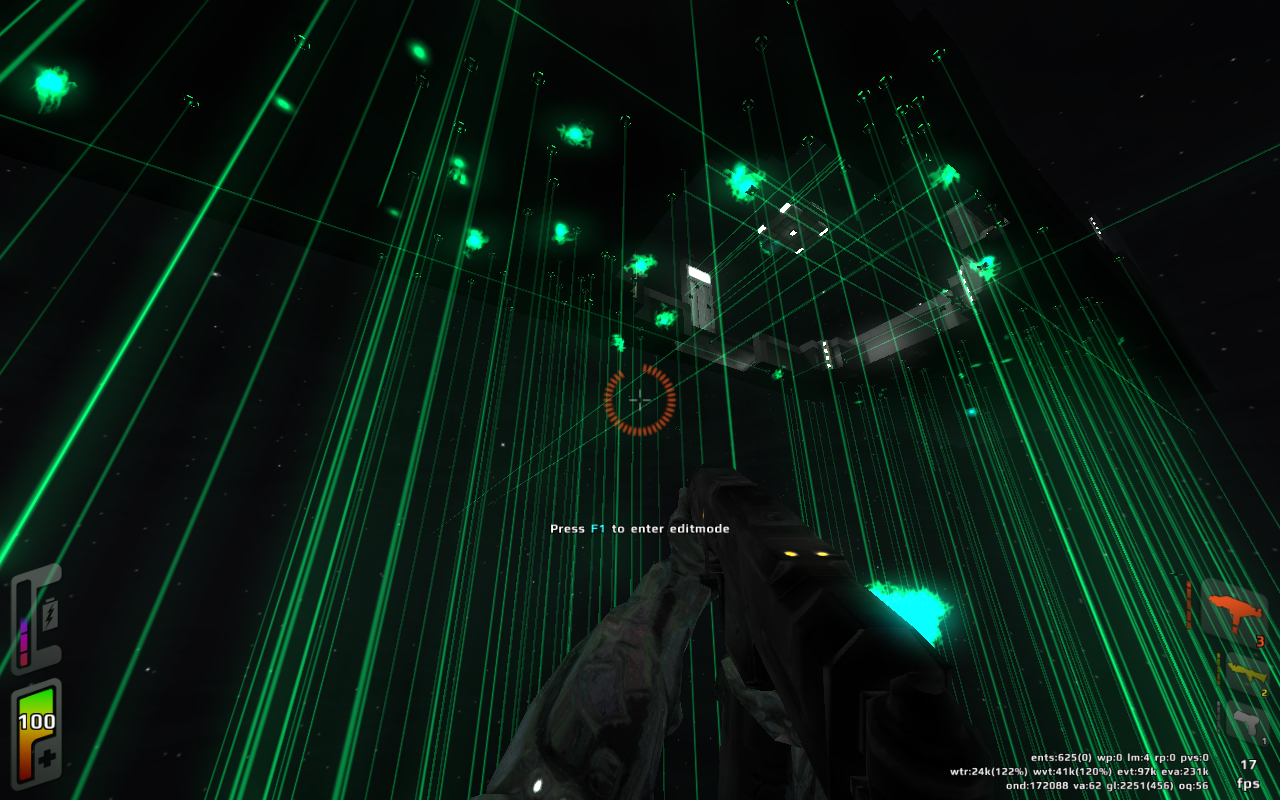 Press F1 to enter editmode
100
3
2
1
ents:625(0) wp:0 lm:4 rp:0 pvs:0
wtr:24k(122%) wvt:41k(120%) evt:97k eva:231k
ond:172088 va:62 gl:2251(456) oq:56
17
fps